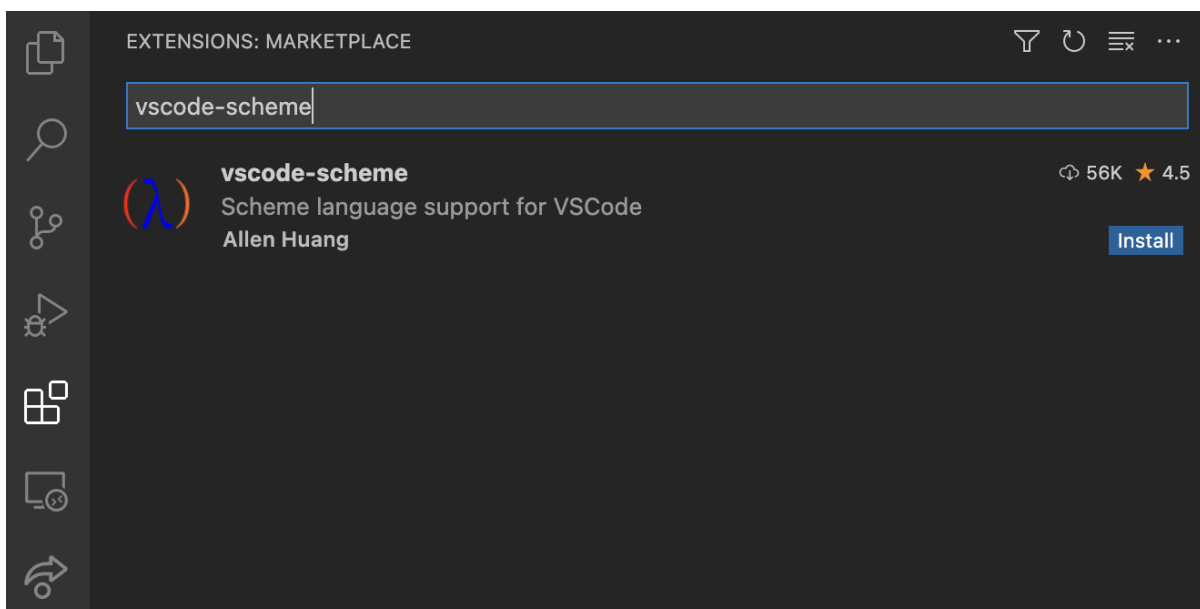 EXTENSIONS: MARKETPLACE
vscode-scheme
vscode-scheme 56K ★ 4.5
Scheme language support for VSCode
Allen Huang Install